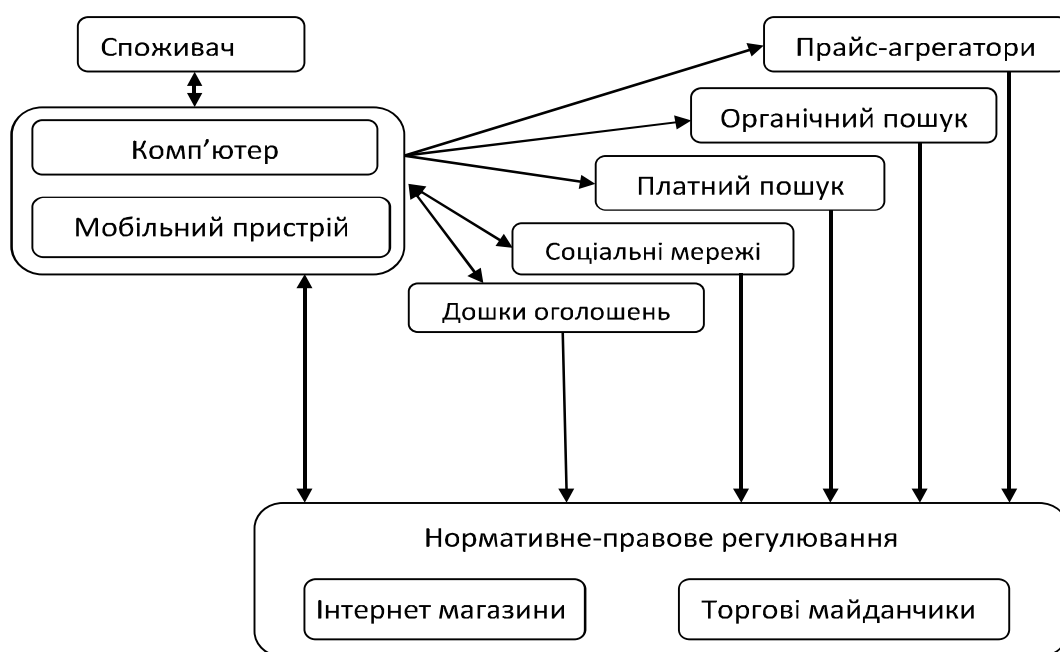 Споживач
Прайс-агрегатори
Комп’ютер
Органічний пошук
Платний пошук
Мобільний пристрій
Соціальні мережі
Дошки оголошень
Нормативне-правове регулювання
Інтернет магазини
Торгові майданчики